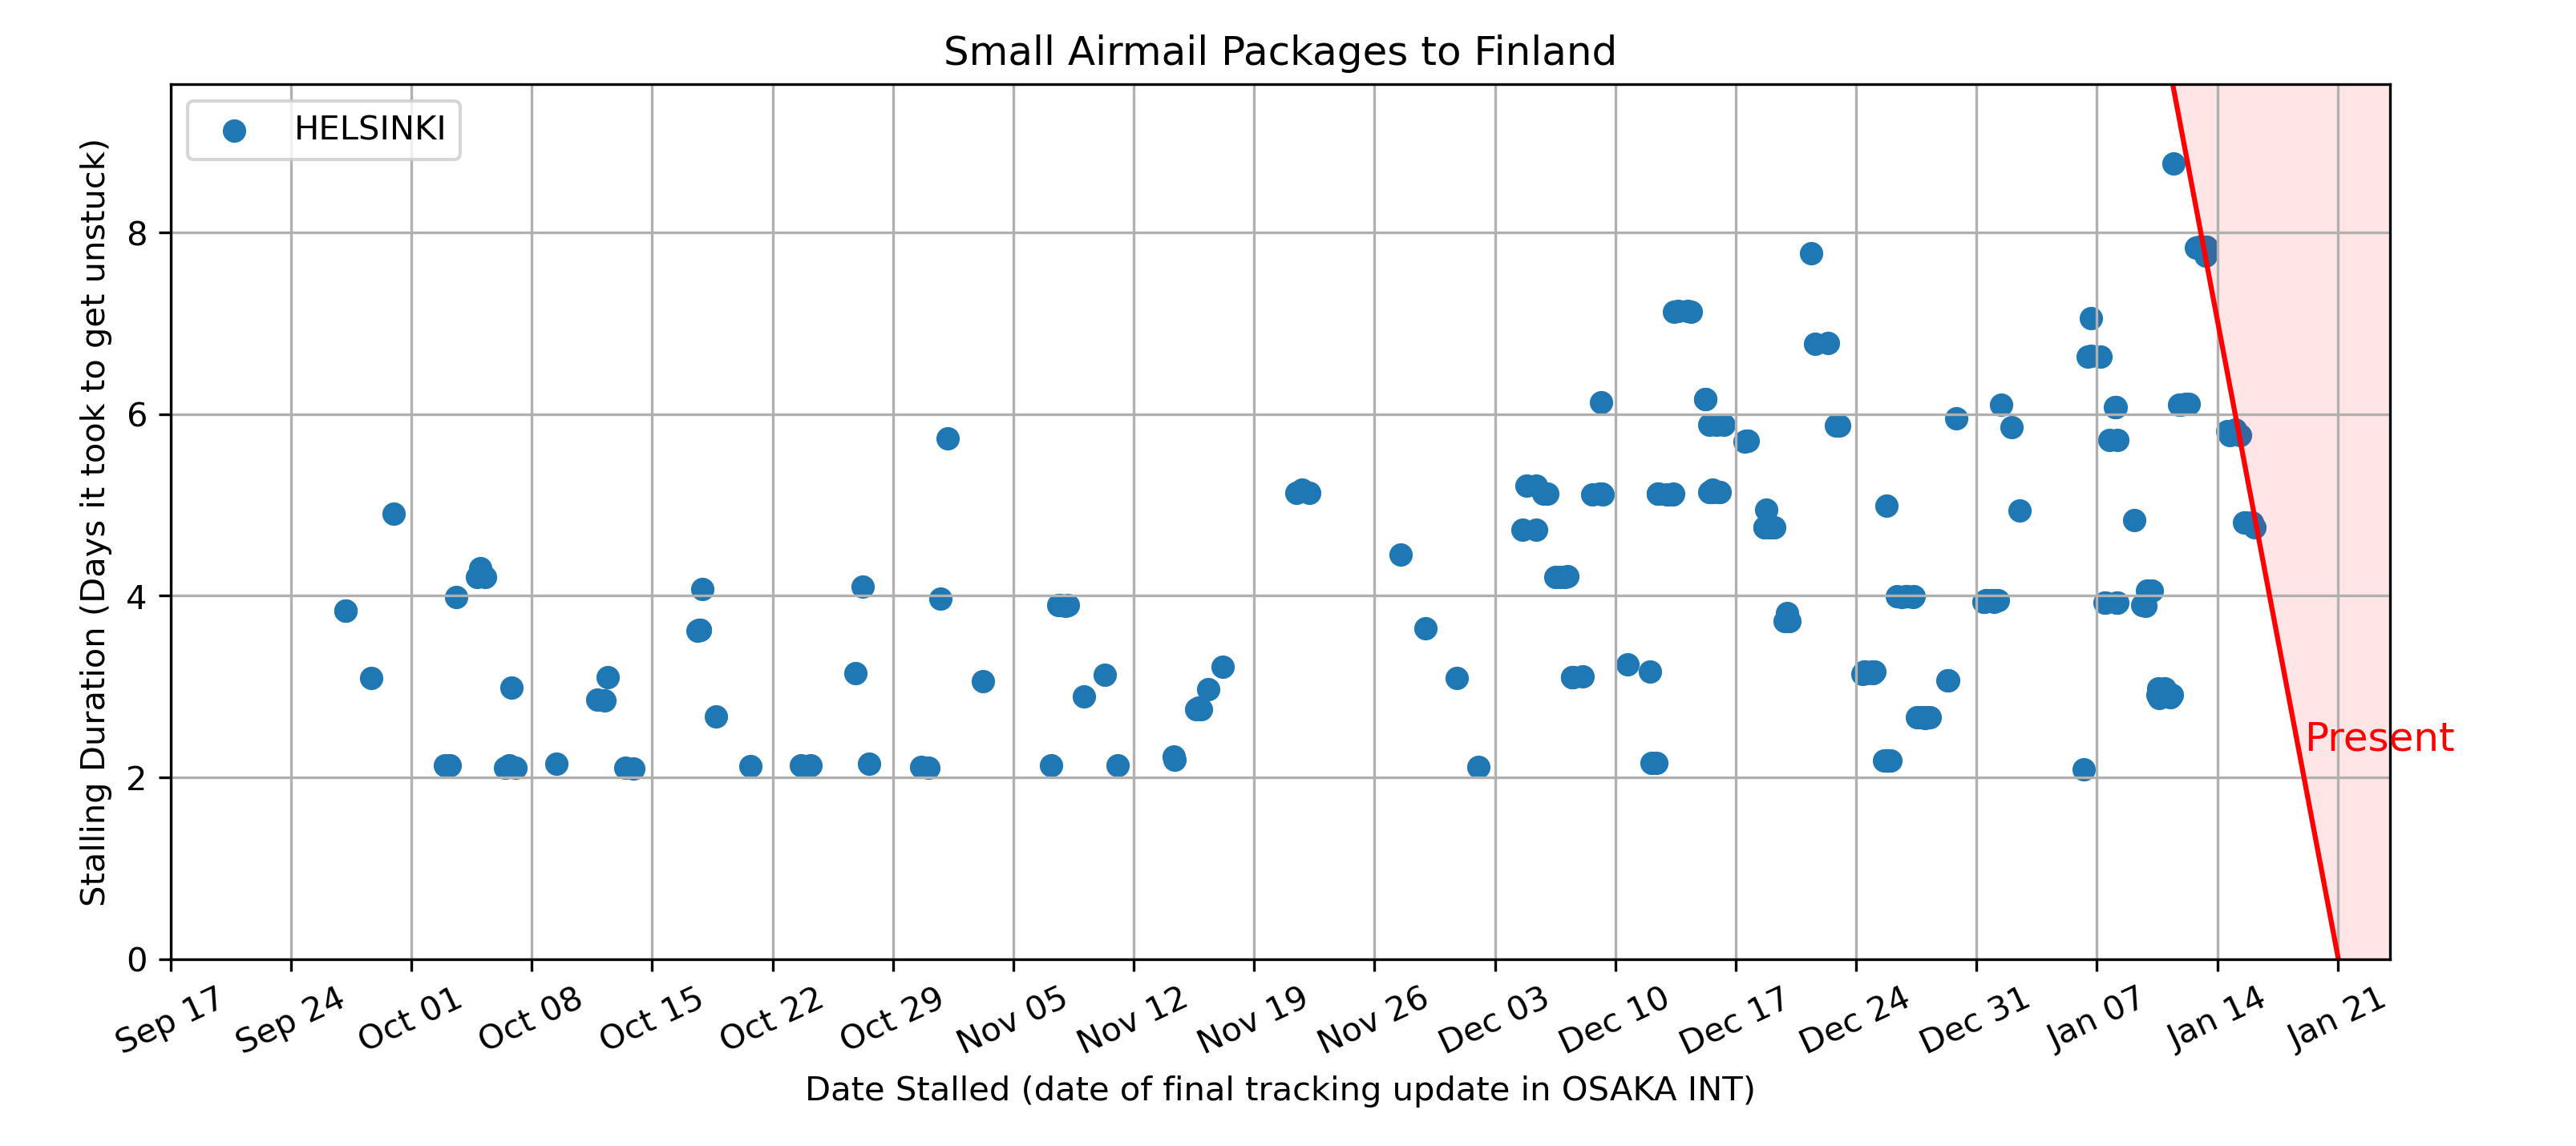 Small Airmail Packages to Finland
HELSINKI
Stalling Duration (Days it took to get unstuck)
8
6
4
2
0
Present
Sep 17
Sep 24
Oct 01
Oct 08
Oct 15
Oct 22
Oct 29
Nov 05
Nov 12
Nov 19
Nov 26
Dec 03
Dec 10
Dec 17
Dec 24
Dec 31
Jan 07
Jan 14
Jan 21
Date Stalled (date of final tracking update in OSAKA INT)